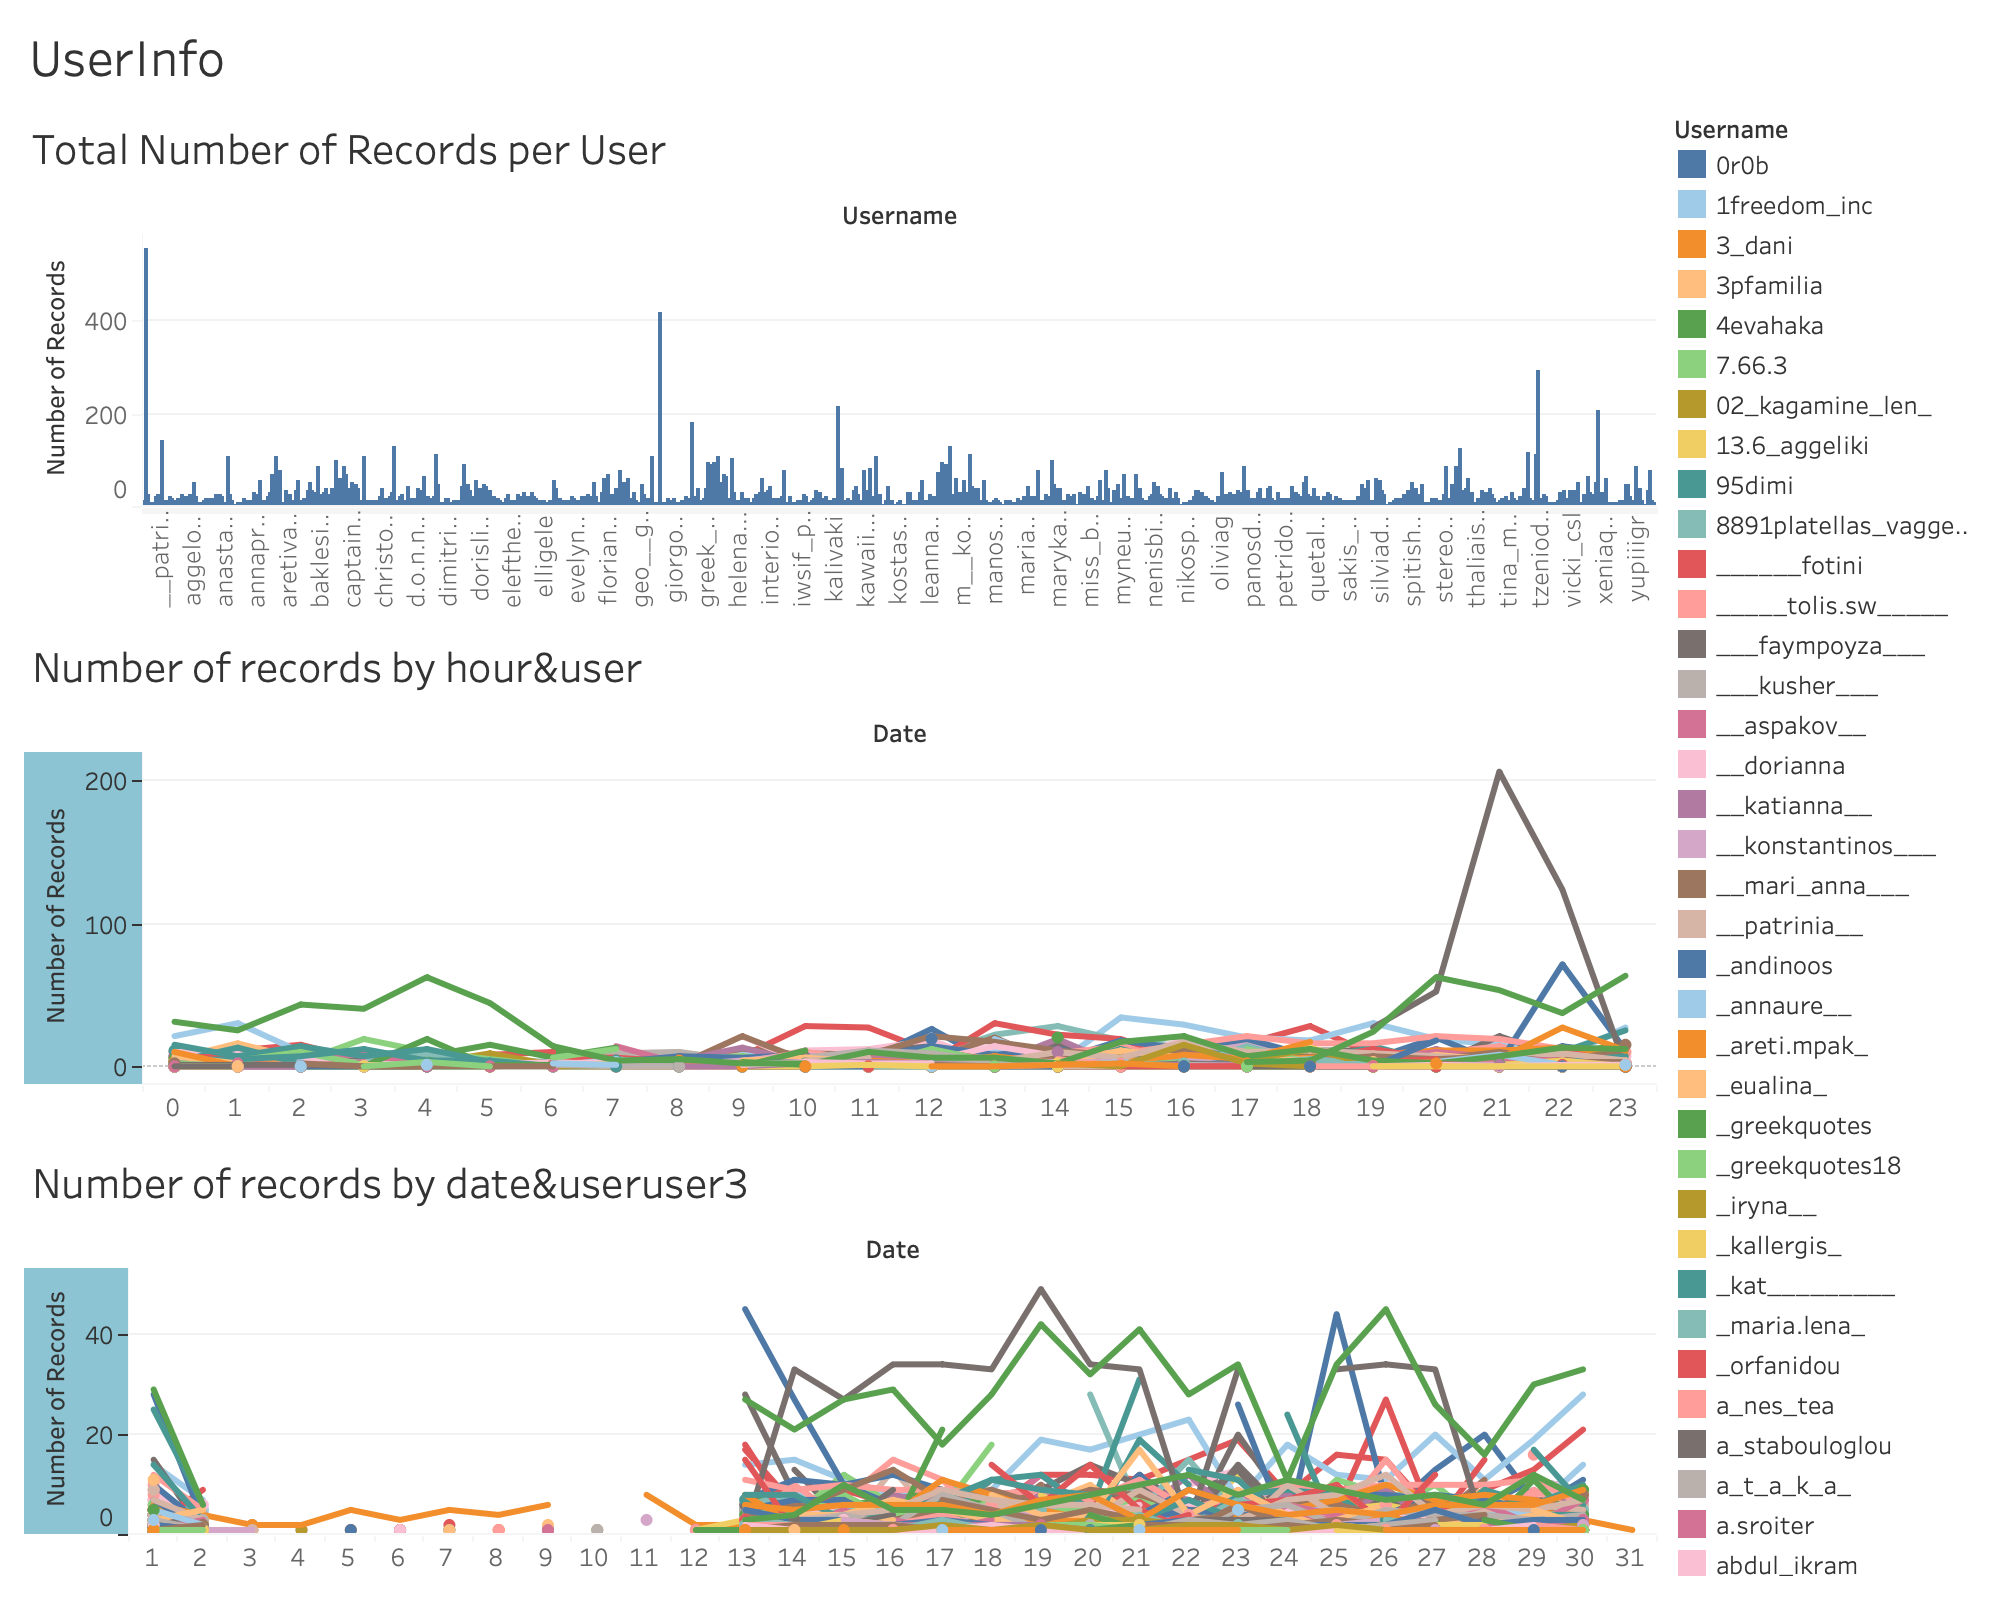 UserInfo
Total Number of Records per User
Username
Number of Records
400
200
0
__patri..
aggelo..
anasta..
annapr..
aretiva..
baklesi..
captain..
christo..
d.o.n.n..
dimitri..
dorisli..
elefthe..
elligele
evelyn..
florian..
geo__g..
giorgo..
greek_..
helena..
interio..
iwsif_p..
kalivaki
kawaii...
kostas..
leanna..
m__ko..
manos..
maria..
maryka..
miss_b..
myneu..
nenisbi..
nikosp..
oliviag
panosd..
petrido..
quetal..
sakis_..
silviad..
spitish..
stereo..
thaliais..
tina_m..
tzeniod..
vicki_csl
xeniaq..
yupiiigr
Number of records by hour&user
Date
Number of Records
200
100
0
0 1 2 3 4 5 6 7 8 9 10 11 12 13 14 15 16 17 18 19 20 21 22 23
Number of records by date&useruser3
Date
Number of Records
40
20
0
1 2 3 4 5 6 7 8 9 10 11 12 13 14 15 16 17 18 19 20 21 22 23 24 25 26 27 28 29 30 31
Username
0r0b
1freedom_inc
3_dani
3pfamilia
4evahaka
7.66.3
02_kagamine_len_
13.6_aggeliki
95dimi
8891platellas_vagge..
______fotini
_____tolis.sw_____
___faympoyza___
___kusher___
__aspakov__
__dorianna
__katianna__
__konstantinos___
__mari_anna___
__patrinia__
_andinoos
_annaure__
_areti.mpak_
_eualina_
_greekquotes
_greekquotes18
_iryna__
_kallergis_
_kat_________
_maria.lena_
_orfanidou
a_nes_tea
a_stabouloglou
a_t_a_k_a_
a.sroiter
abdul_ikram